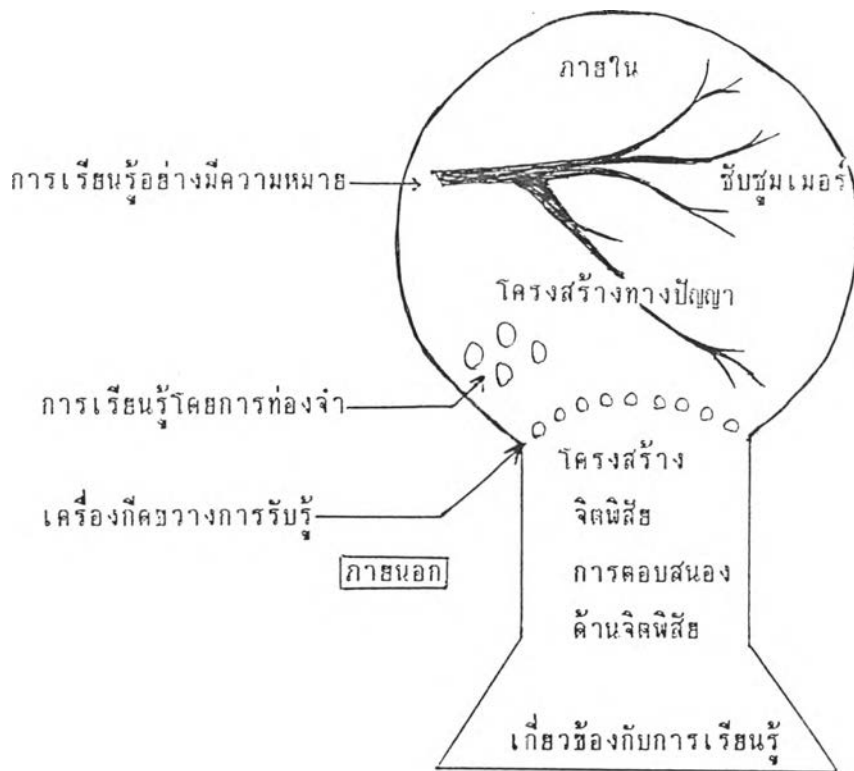 ภายใน
การเรียนรู้อย่างมีความหมาย
ซับซูมเมอร์
โครงสร้างทางปัญญา
การเรียนรู้โดยการท่องจำ
โครงสร้าง
เครื่องกีดขวางการรับรู้
จิตพิสัย
ภายนอก
การตอบสนอง
ด้านจิตพิสัย
เกี่ยวข้องกับการเรียนรู้